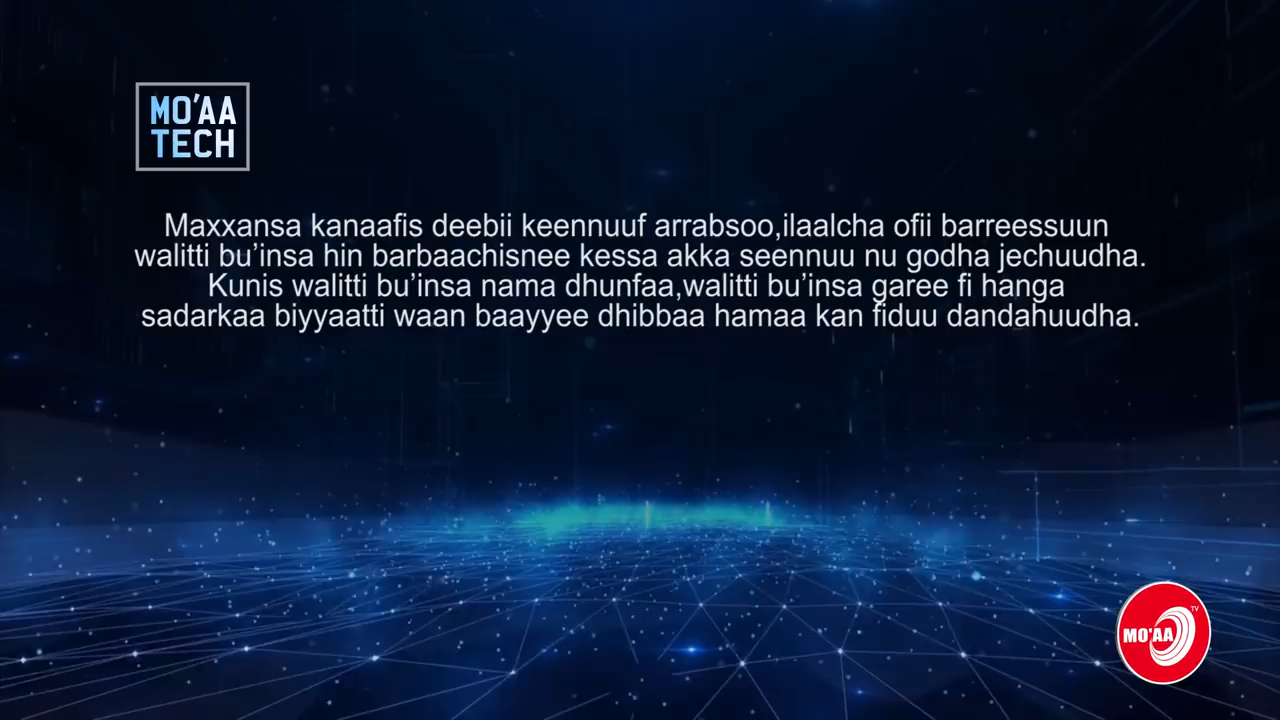 MO'AA
TECH
Maxxansa kanaafis deebii keennuuf arrabsoo,ilaalcha ofii barreessuun
walitti bu’insa hin barbaachisnee kessa akka seennuu nu godha jechuudha.
Kunis walitti bu’insa nama dhunfaa,walitti bu’insa garee fi hanga
sadarkaa biyyaatti waan baayyee dhibbaa hamaa kan fiduu dandahuudha.
TV
MO'AA